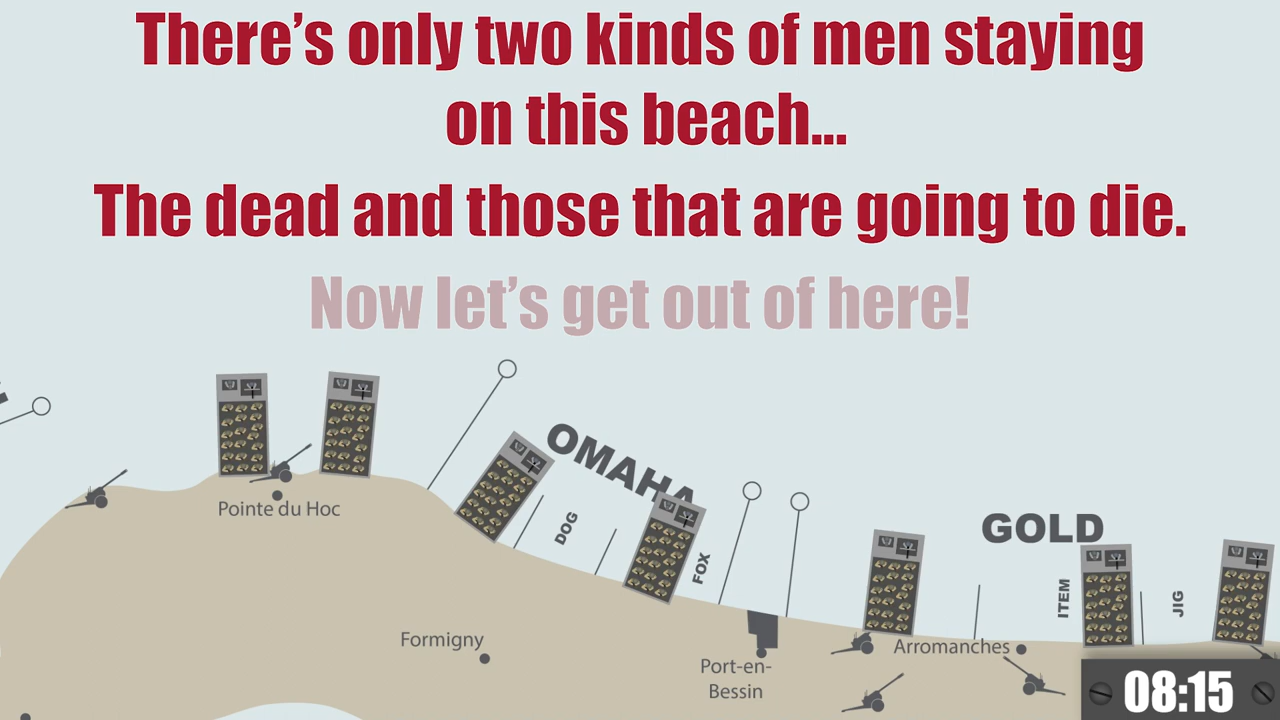 There's only two kinds of men staying
on this beach...
The dead and those that are going to die.
Now let's get out of here!
OMAHA
GOLD
Pointe du Hoc
DOG
FOX
ITEM
JIG
Formigny
Arromanches
Port-en-
Bessin
08:15